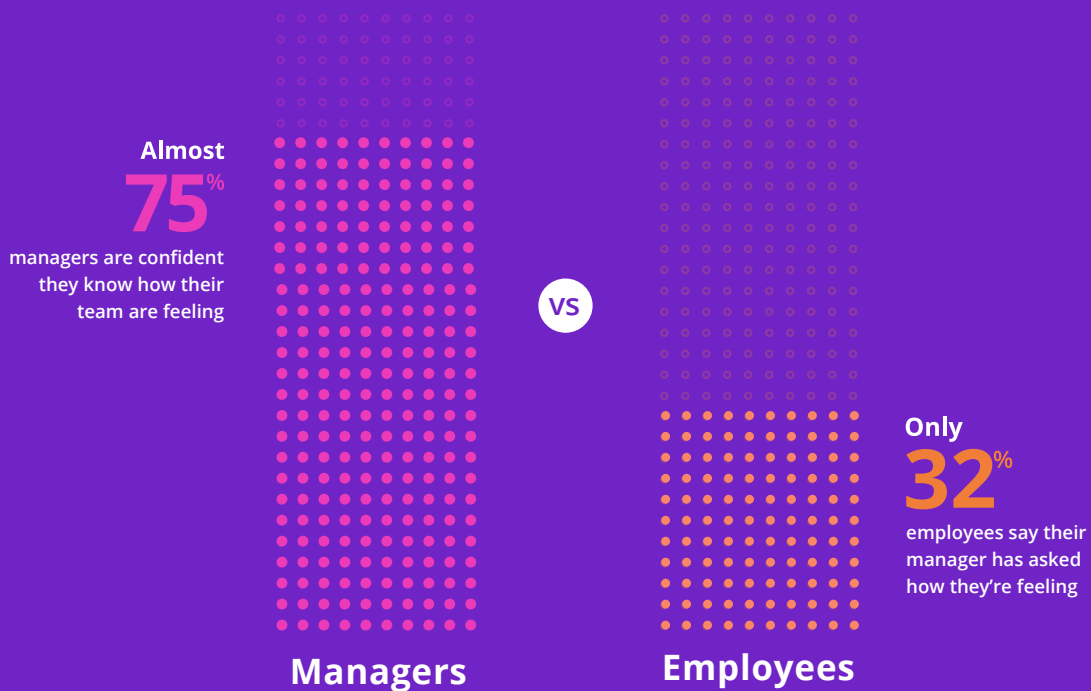 Almost
75%
managers are confident
they know how their
team are feeling
VS
Only
32%
employees say their
manager has asked
how they’re feeling
Managers
Employees